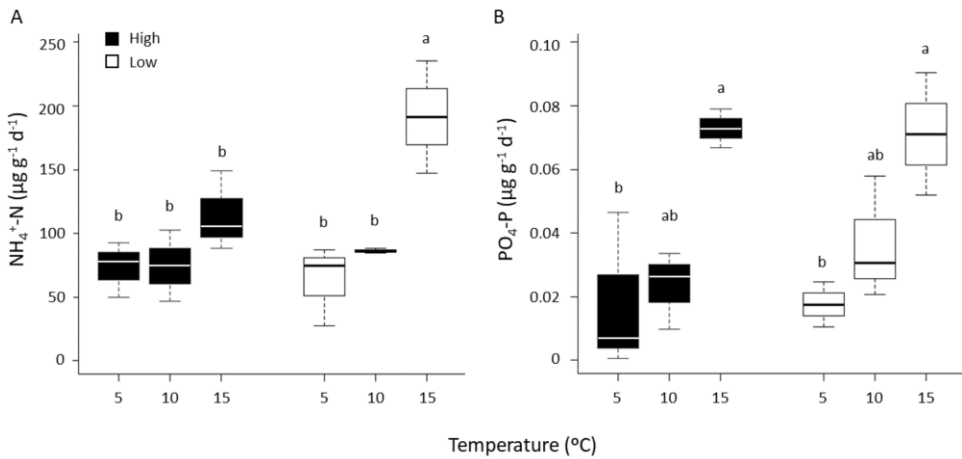 A
High
Low
NH₄⁺-N (µg g⁻¹ d⁻¹)
250
200
150
100
50
0
b
b
b
b
b
a
5
10
15
5
10
15
B
PO₄-P (µg g⁻¹ d⁻¹)
0.10
0.08
0.06
0.04
0.02
0
b
ab
a
b
ab
a
5
10
15
5
10
15
Temperature (ºC)